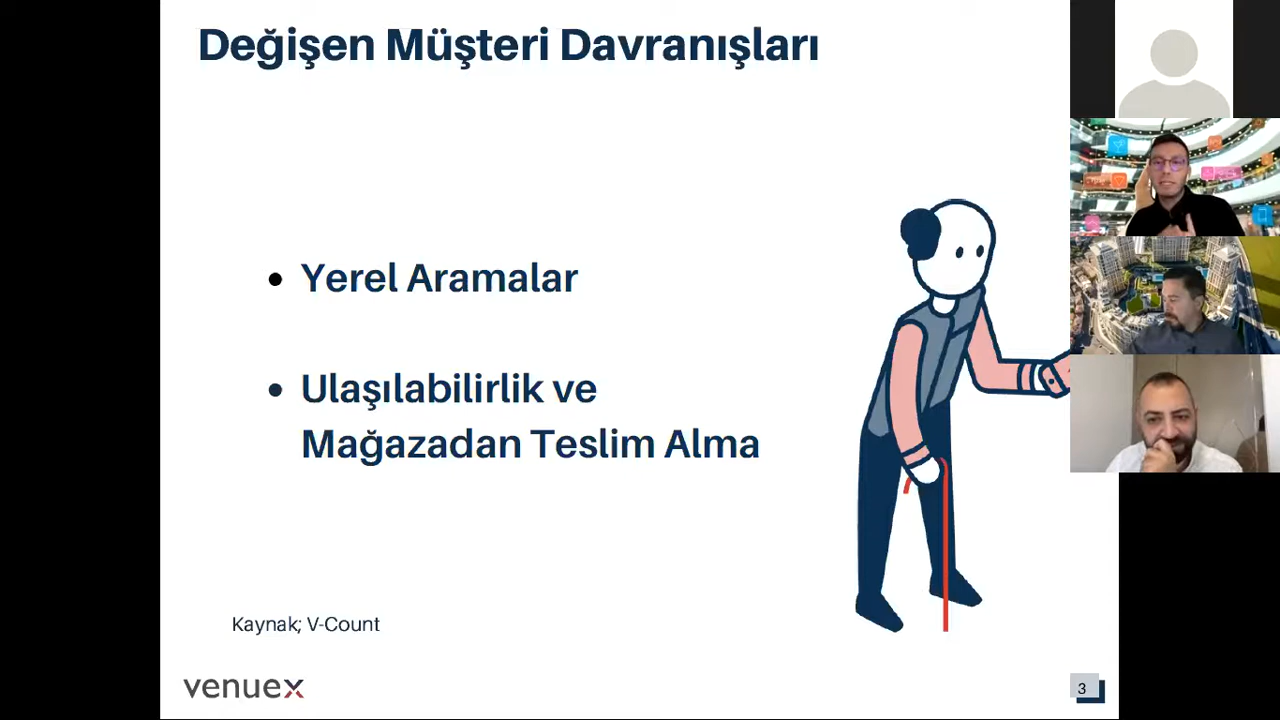 Değişen Müşteri Davranışları
• Yerel Aramalar
• Ulaşılabilirlik ve
Mağazadan Teslim Alma
Kaynak; V-Count
venuex
3